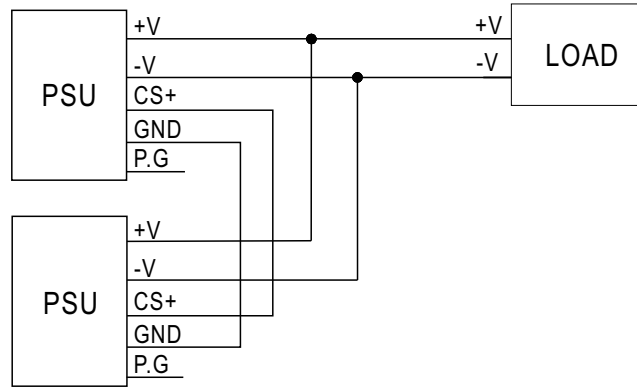 +V
+V
-V
-V
LOAD
PSU
CS+
GND
P.G
+V
-V
PSU
CS+
GND
P.G